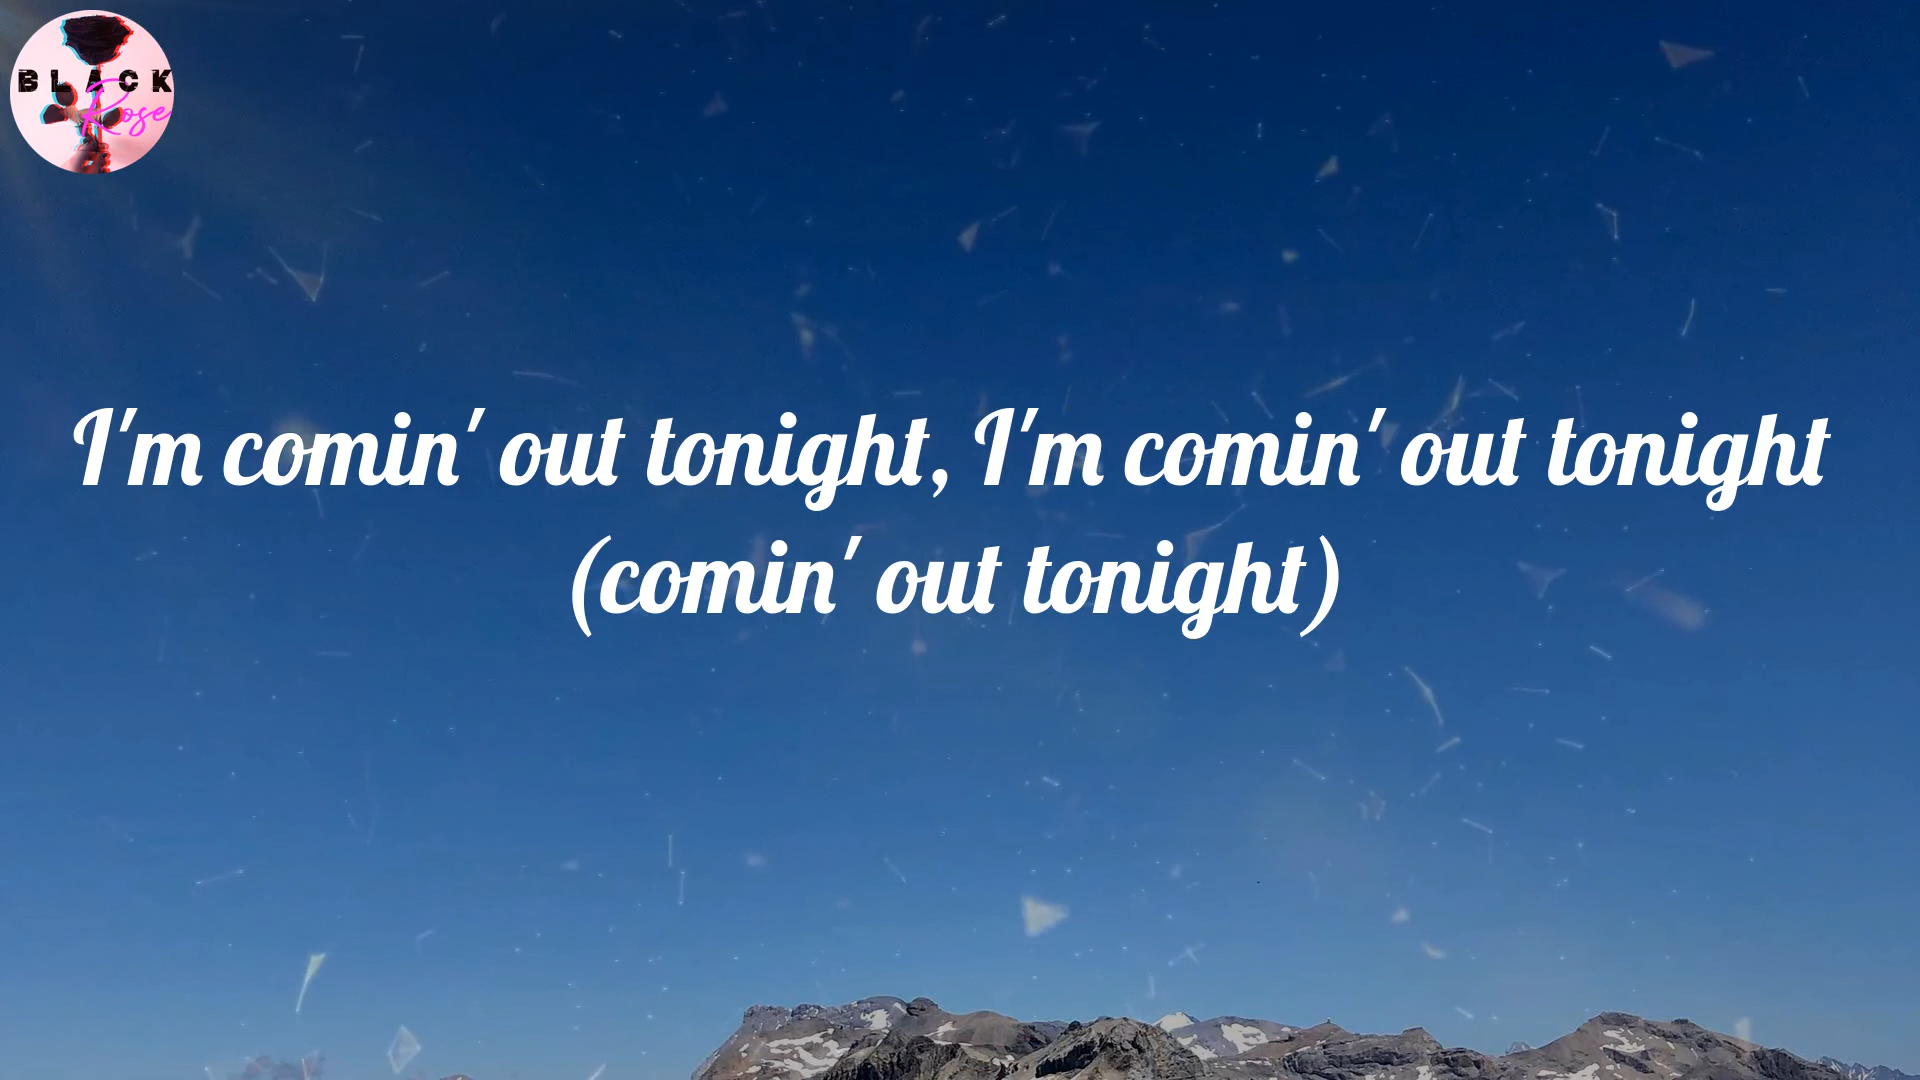 BLACK
Rose
I'm comin' out tonight, I'm comin' out tonight
(comin' out tonight)